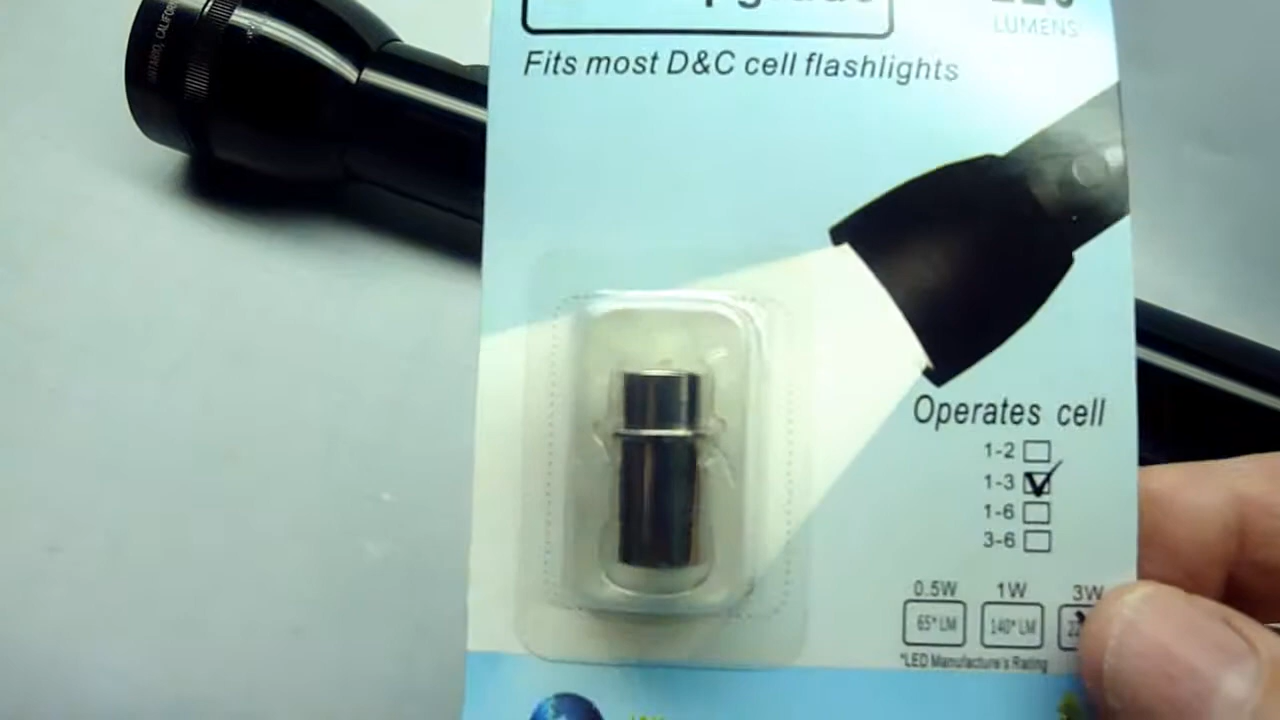 LUMENS
Fits most D&C cell flashlights
Operates cell
1-2
1-3
1-6
3-6
0.5W 1W 3W
65* LM 140* LM
*LED Manufacture's Rating